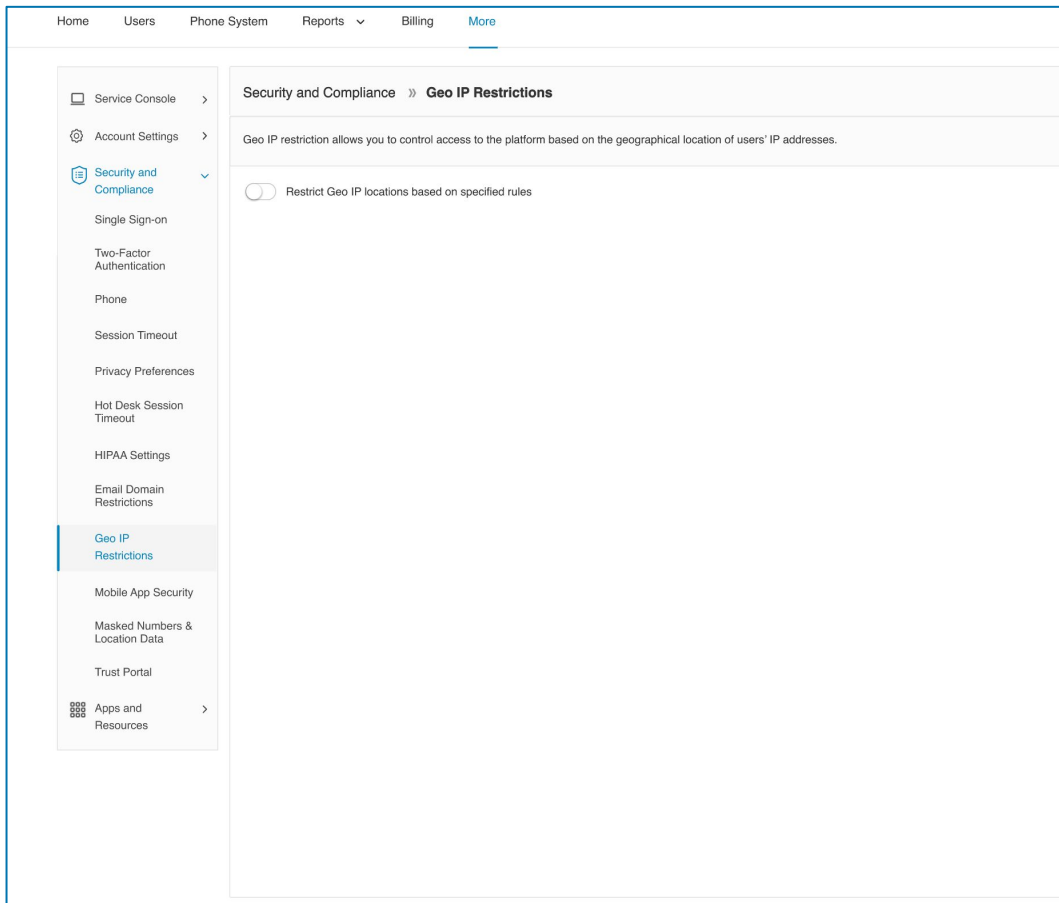 Home Users Phone System Reports Billing More
Service Console
Account Settings
Security and
Compliance
Single Sign-on
Two-Factor
Authentication
Phone
Session Timeout
Privacy Preferences
Hot Desk Session
Timeout
HIPAA Settings
Email Domain
Restrictions
Geo IP
Restrictions
Mobile App Security
Masked Numbers &
Location Data
Trust Portal
Apps and
Resources
Security and Compliance » Geo IP Restrictions
Geo IP restriction allows you to control access to the platform based on the geographical location of users' IP addresses.
Restrict Geo IP locations based on specified rules